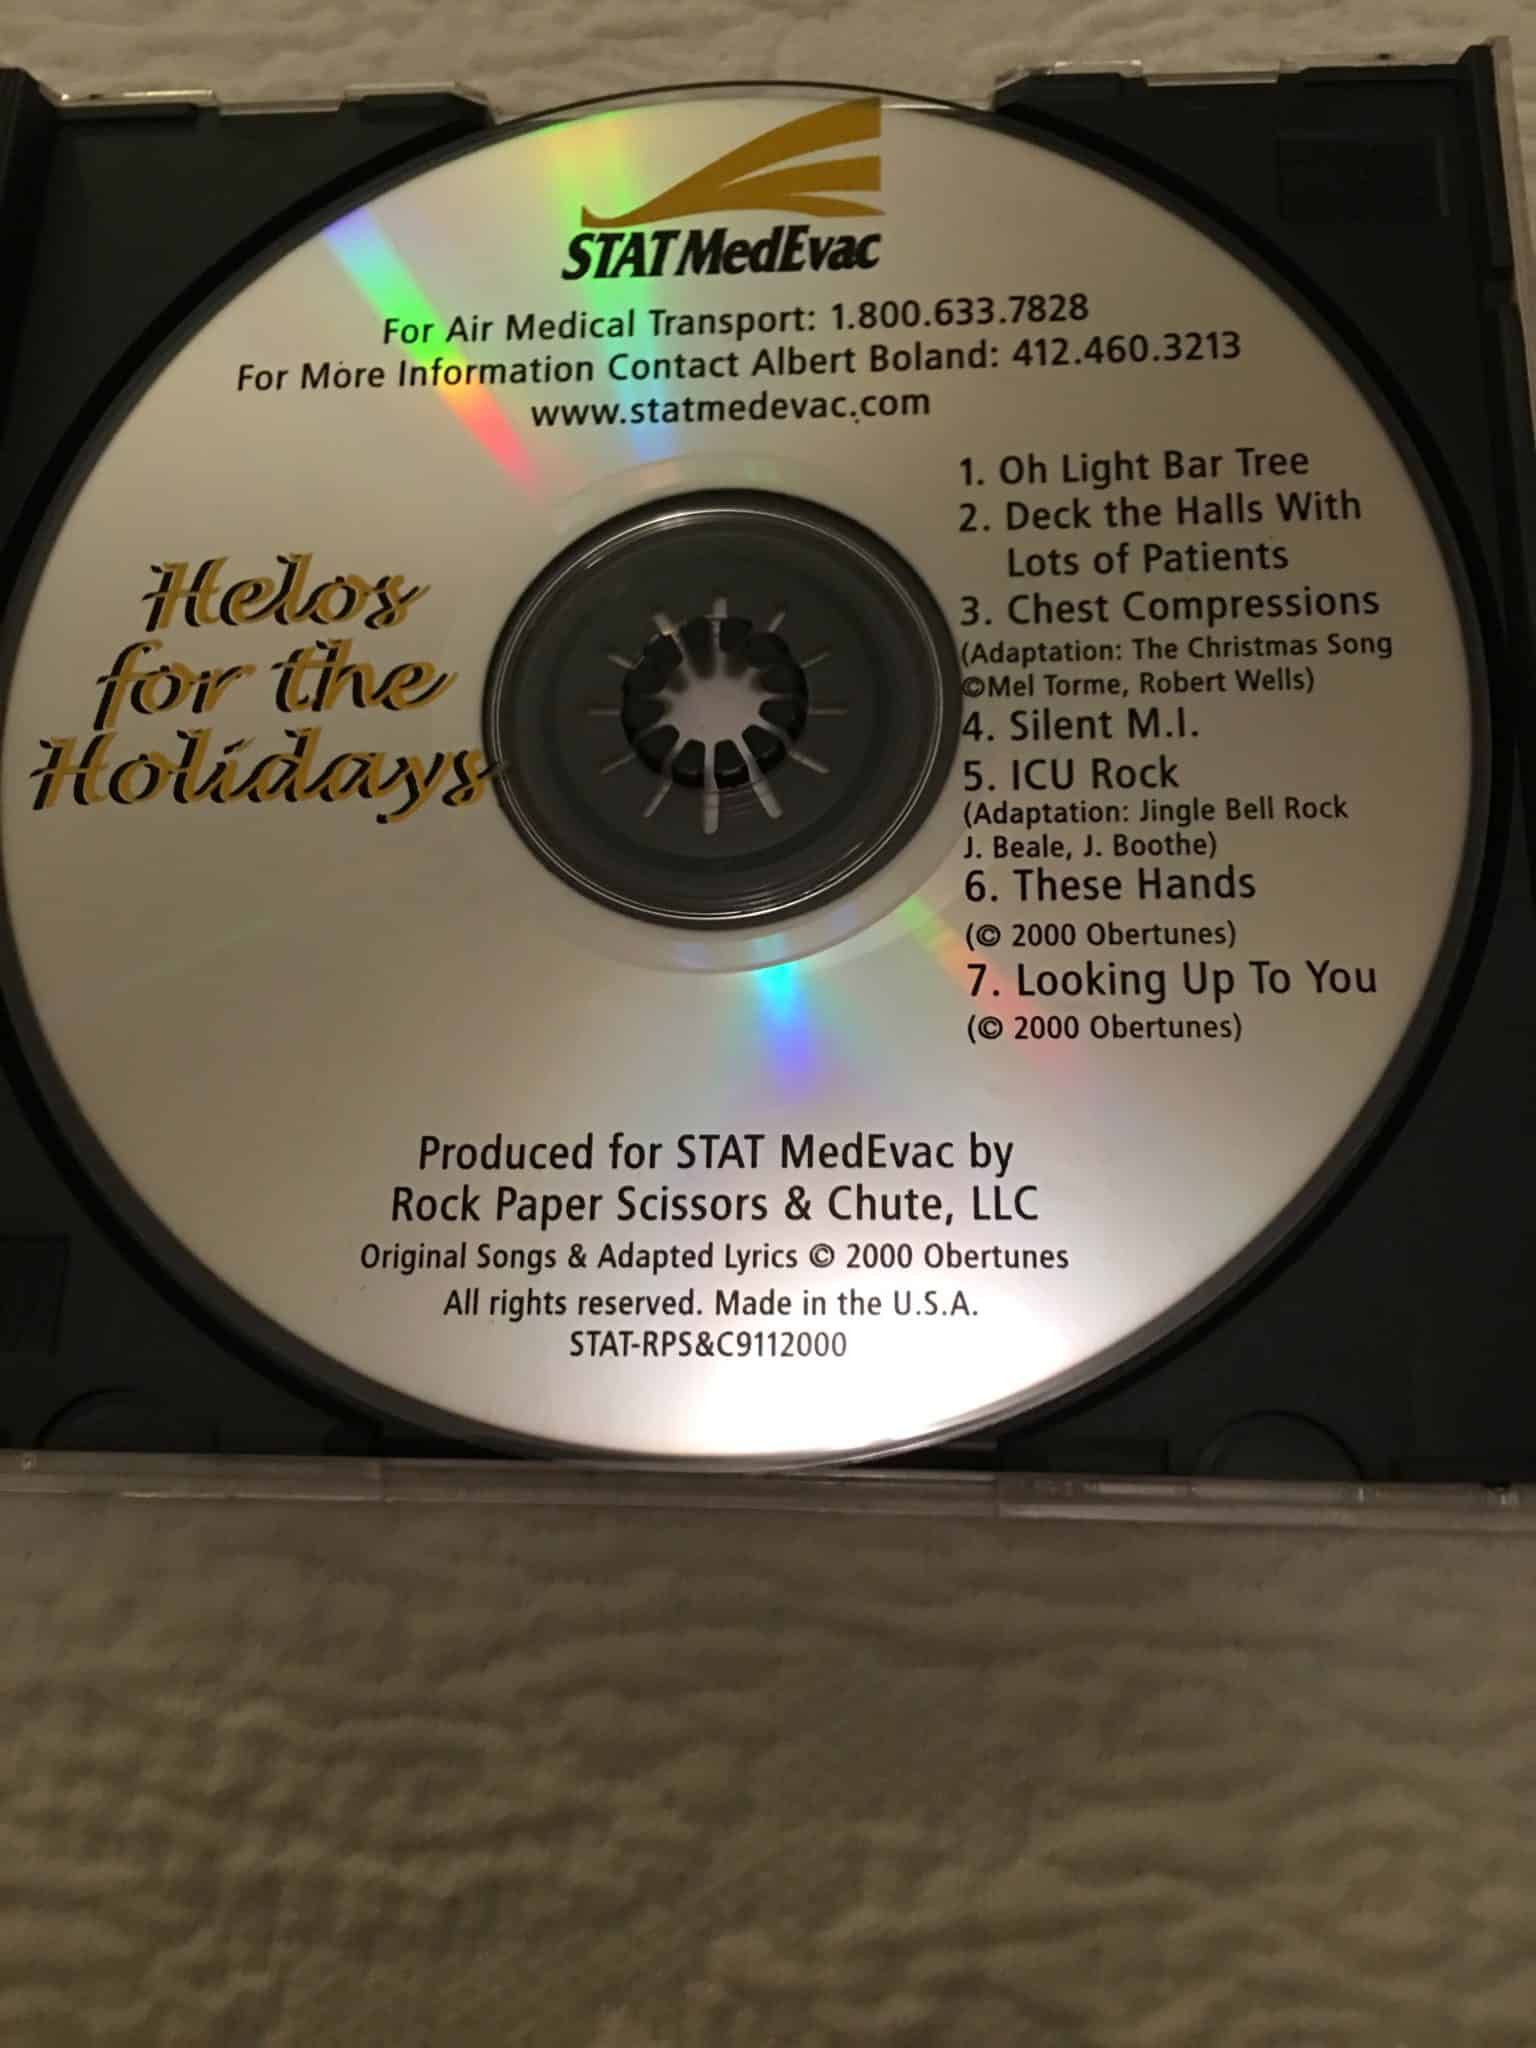 STAT MedEvac
For Air Medical Transport: 1.800.633.7828
For More Information Contact Albert Boland: 412.460.3213
www.statmedevac.com
Helos
for the
Holidays
1. Oh Light Bar Tree
2. Deck the Halls With
Lots of Patients
3. Chest Compressions
(Adaptation: The Christmas Song
©Mel Torme, Robert Wells)
4. Silent M.I.
5. ICU Rock
(Adaptation: Jingle Bell Rock
J. Beale, J. Boothe)
6. These Hands
(© 2000 Obertunes)
7. Looking Up To You
(© 2000 Obertunes)
Produced for STAT MedEvac by
Rock Paper Scissors & Chute, LLC
Original Songs & Adapted Lyrics © 2000 Obertunes
All rights reserved. Made in the U.S.A.
STAT-RPS&C9112000